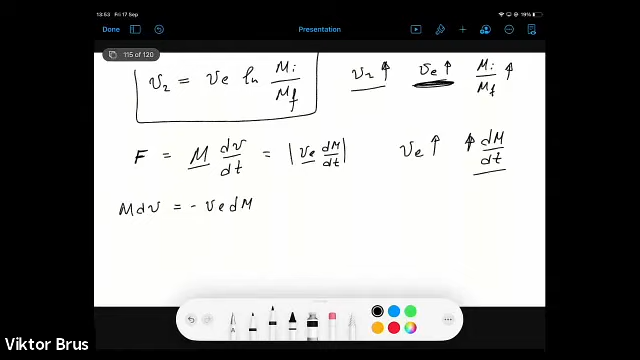 13:53 Fri 17 Sep
19%
Done
Presentation
115 of 120
v₂ = ve ln Mi/Mf v₂ ↑ ve ↑ Mi/Mf ↑
F = M dv/dt = |ve dM/dt| ve ↑ ↑ dM/dt
M dv = - ve dM
A
Viktor Brus